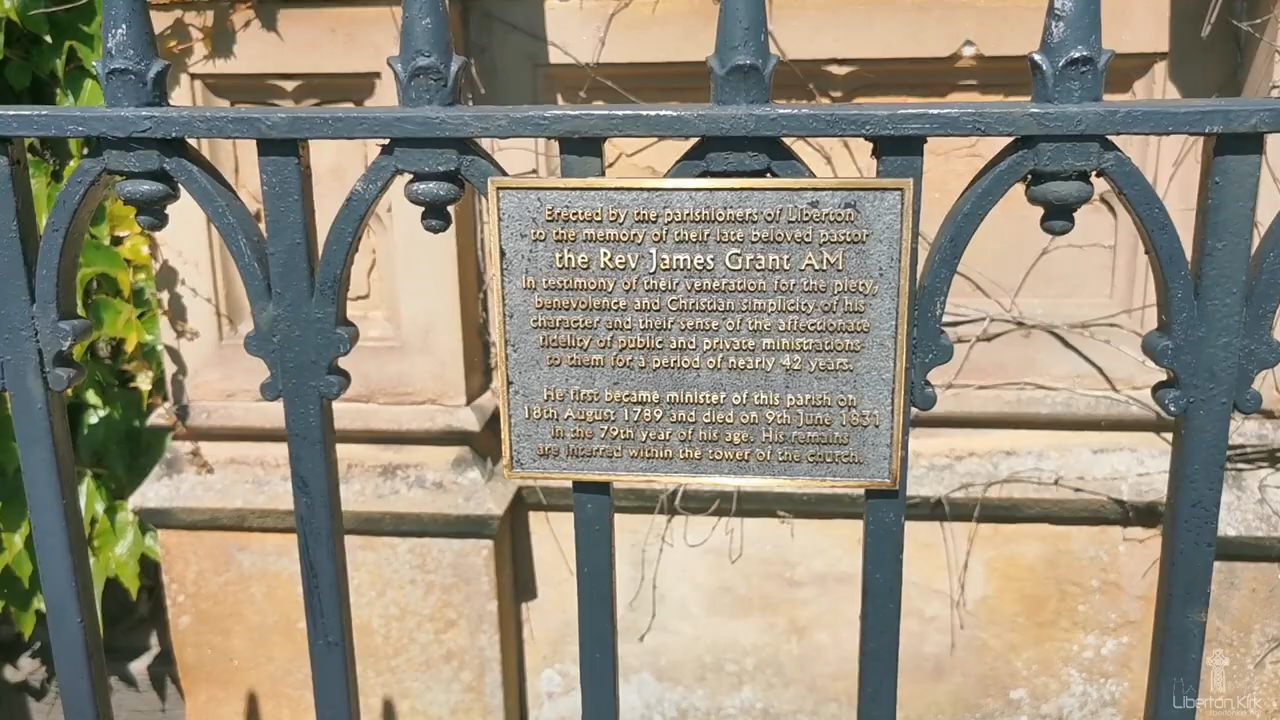 Erected by the parishioners of Liberton
to the memory of their late beloved pastor
the Rev James Grant AM
In testimony of their veneration for the piety,
benevolence and Christian simplicity of his
character and their sense of the affectionate
fidelity of public and private ministrations
to them for a period of nearly 42 years.
He first became minister of this parish on
18th August 1789 and died on 9th June 1831
in the 79th year of his age. His remains
are interred within the tower of the church.
Liberton Kirk